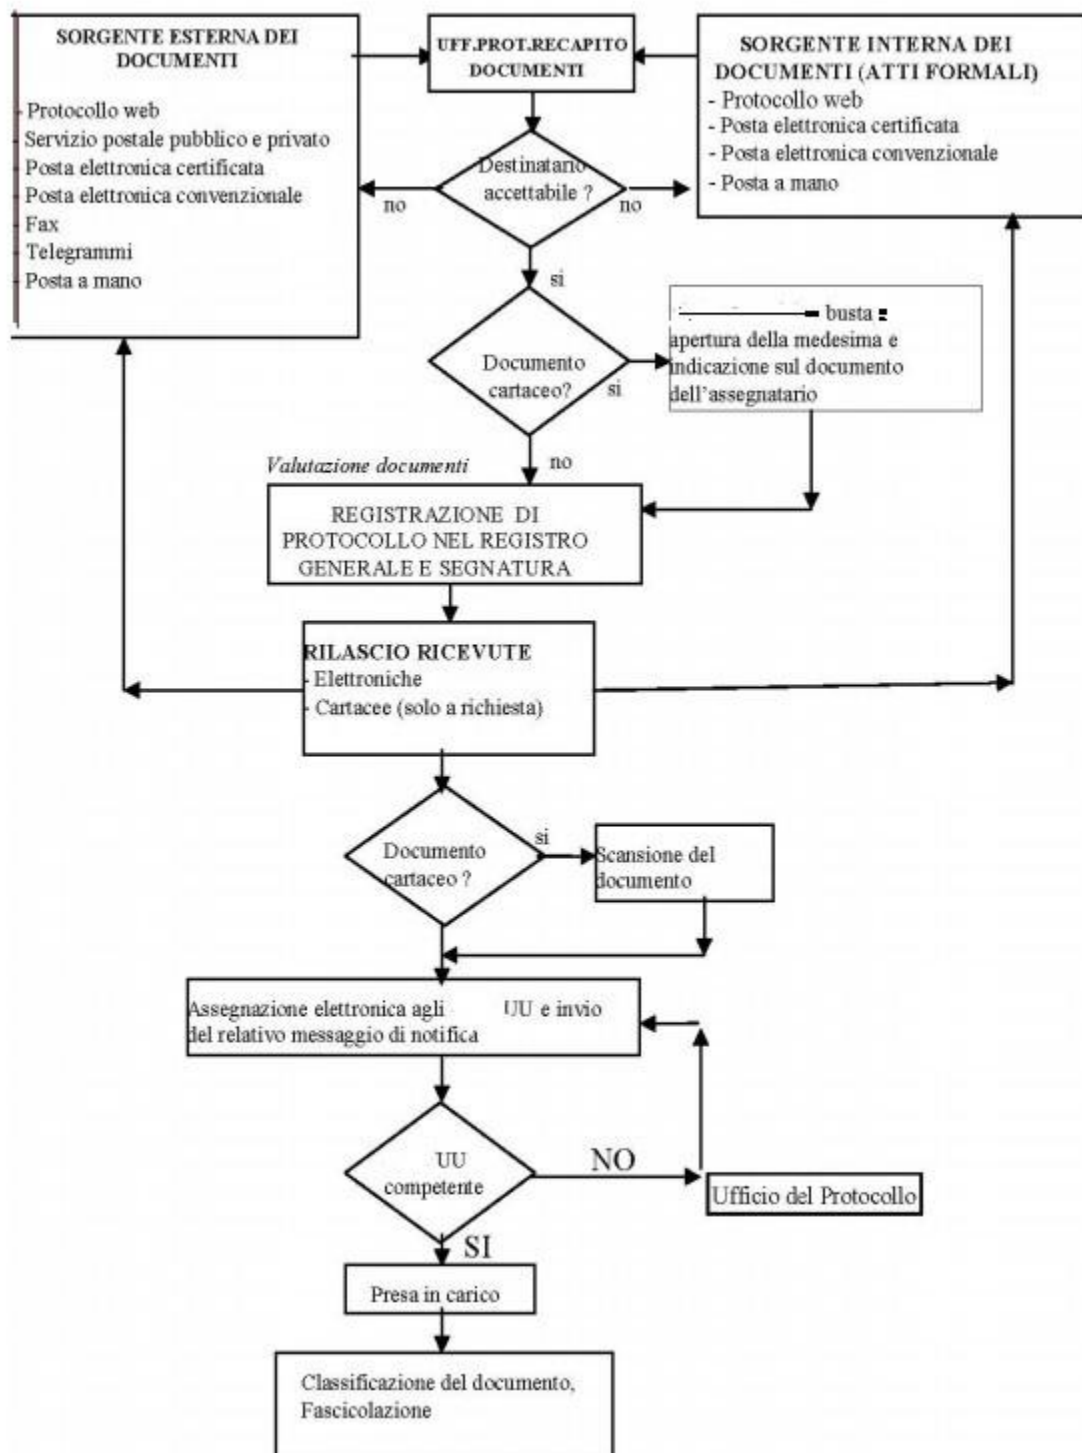 SORGENTE ESTERNA DEI
DOCUMENTI
- Protocollo web
- Servizio postale pubblico e privato
- Posta elettronica certificata
- Posta elettronica convenzionale
- Fax
- Telegrammi
- Posta a mano
UFF.PROT.RECAPITO
DOCUMENTI
SORGENTE INTERNA DEI
DOCUMENTI (ATTI FORMALI)
- Protocollo web
- Posta elettronica certificata
- Posta elettronica convenzionale
- Posta a mano
Destinatario
accettabile ?
no
no
si
busta
apertura della medesima e
indicazione sul documento
dell'assegnatario
Documento
cartaceo?
si
no
Valutazione documenti
REGISTRAZIONE DI
PROTOCOLLO NEL REGISTRO
GENERALE E SEGNATURA
RILASCIO RICEVUTE
- Elettroniche
- Cartacee (solo a richiesta)
Documento
cartaceo ?
si
Scansione del
documento
Assegnazione elettronica agli UU e invio
del relativo messaggio di notifica
UU
competente
NO
Ufficio del Protocollo
SI
Presa in carico
Classificazione del documento,
Fascicolazione